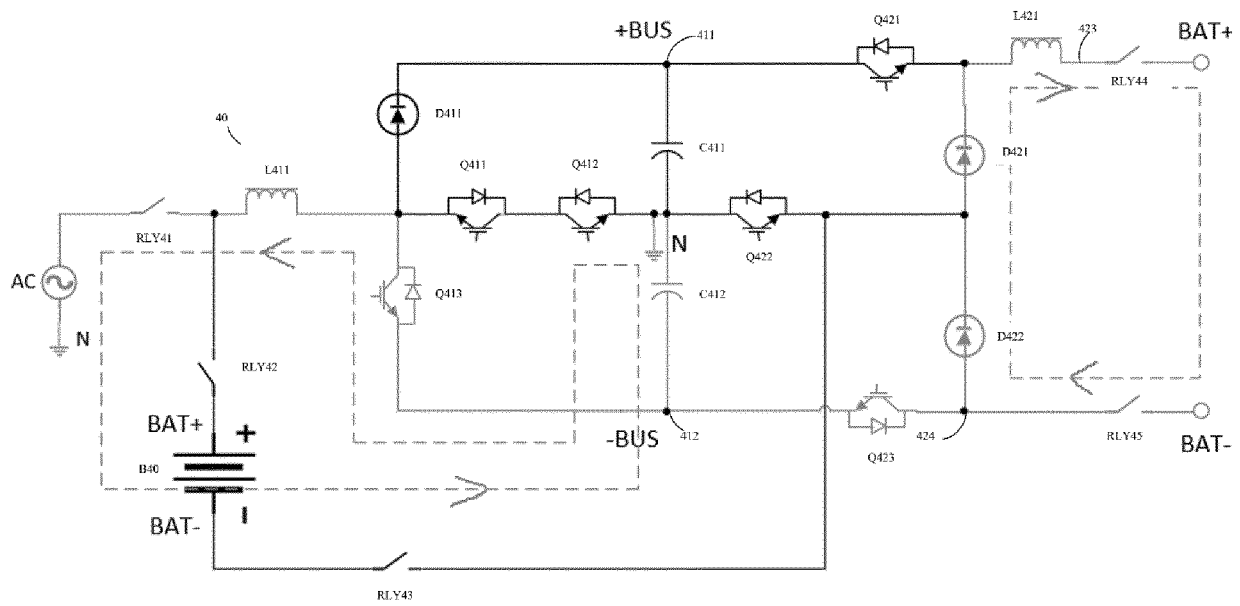 Q421
L421
423
BAT+
+BUS
411
RLY44
40
D411
C411
D421
L411
Q411
Q412
RLY41
N
Q422
AC
Q413
C412
N
D422
RLY42
BAT+
+
-BUS
412
424
RLY45
BAT-
B40
Q423
BAT-
-
RLY43